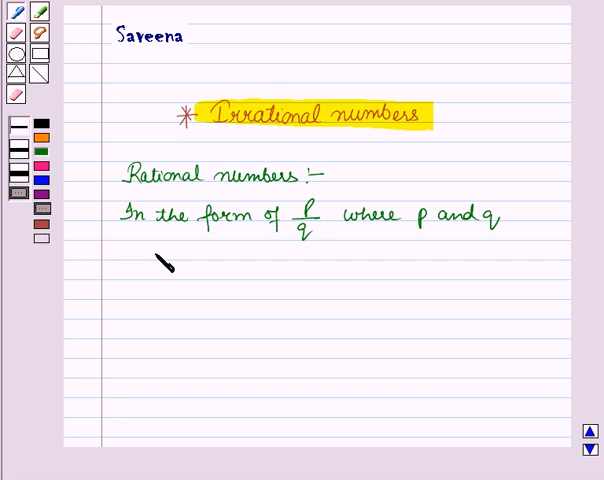 Saveena
* Irrational numbers
Rational numbers :-
In the form of p/q where p and q